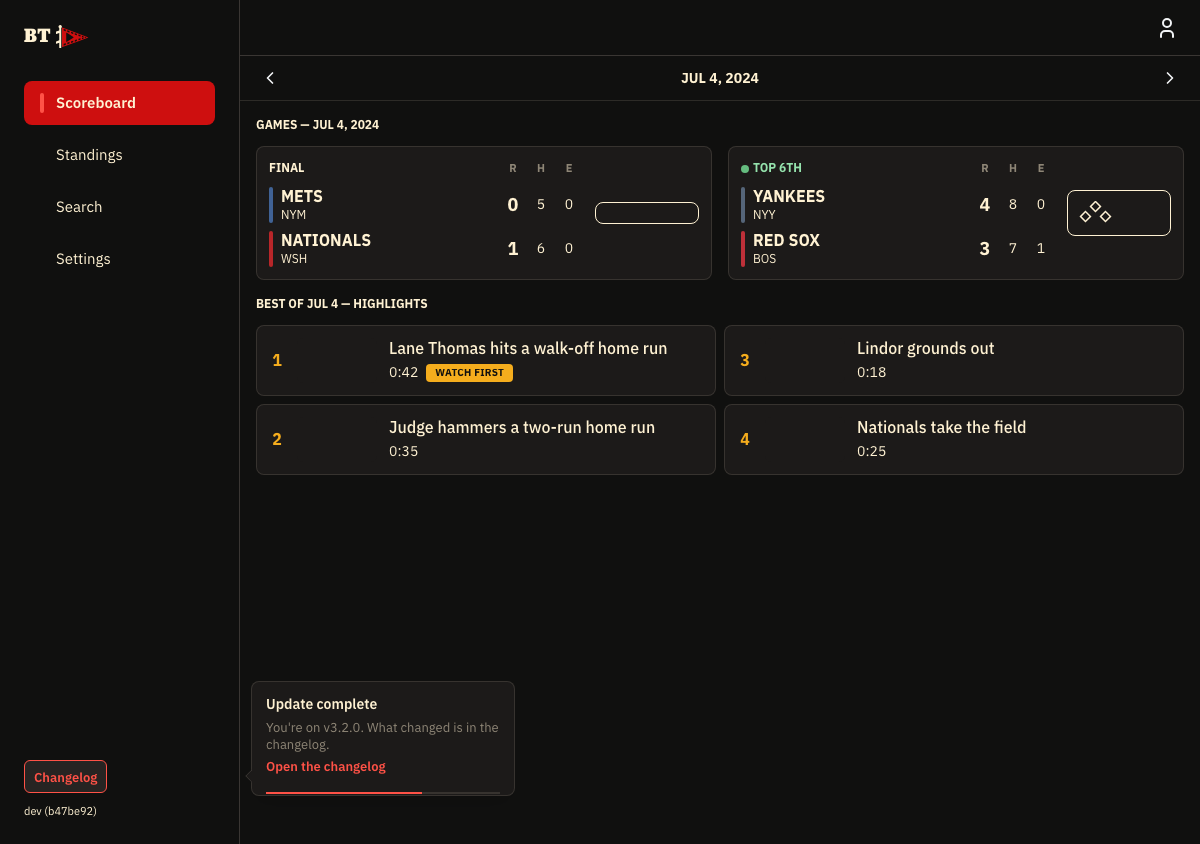 BT
Scoreboard
Standings
Search
Settings
Changelog
dev (b47be92)
JUL 4, 2024
GAMES — JUL 4, 2024
FINAL R H E
METS
NYM
0 5 0
NATIONALS
WSH
1 6 0
TOP 6TH R H E
YANKEES
NYY
4 8 0
RED SOX
BOS
3 7 1
BEST OF JUL 4 — HIGHLIGHTS
1
Lane Thomas hits a walk-off home run
0:42 WATCH FIRST
3
Lindor grounds out
0:18
2
Judge hammers a two-run home run
0:35
4
Nationals take the field
0:25
Update complete
You're on v3.2.0. What changed is in the
changelog.
Open the changelog